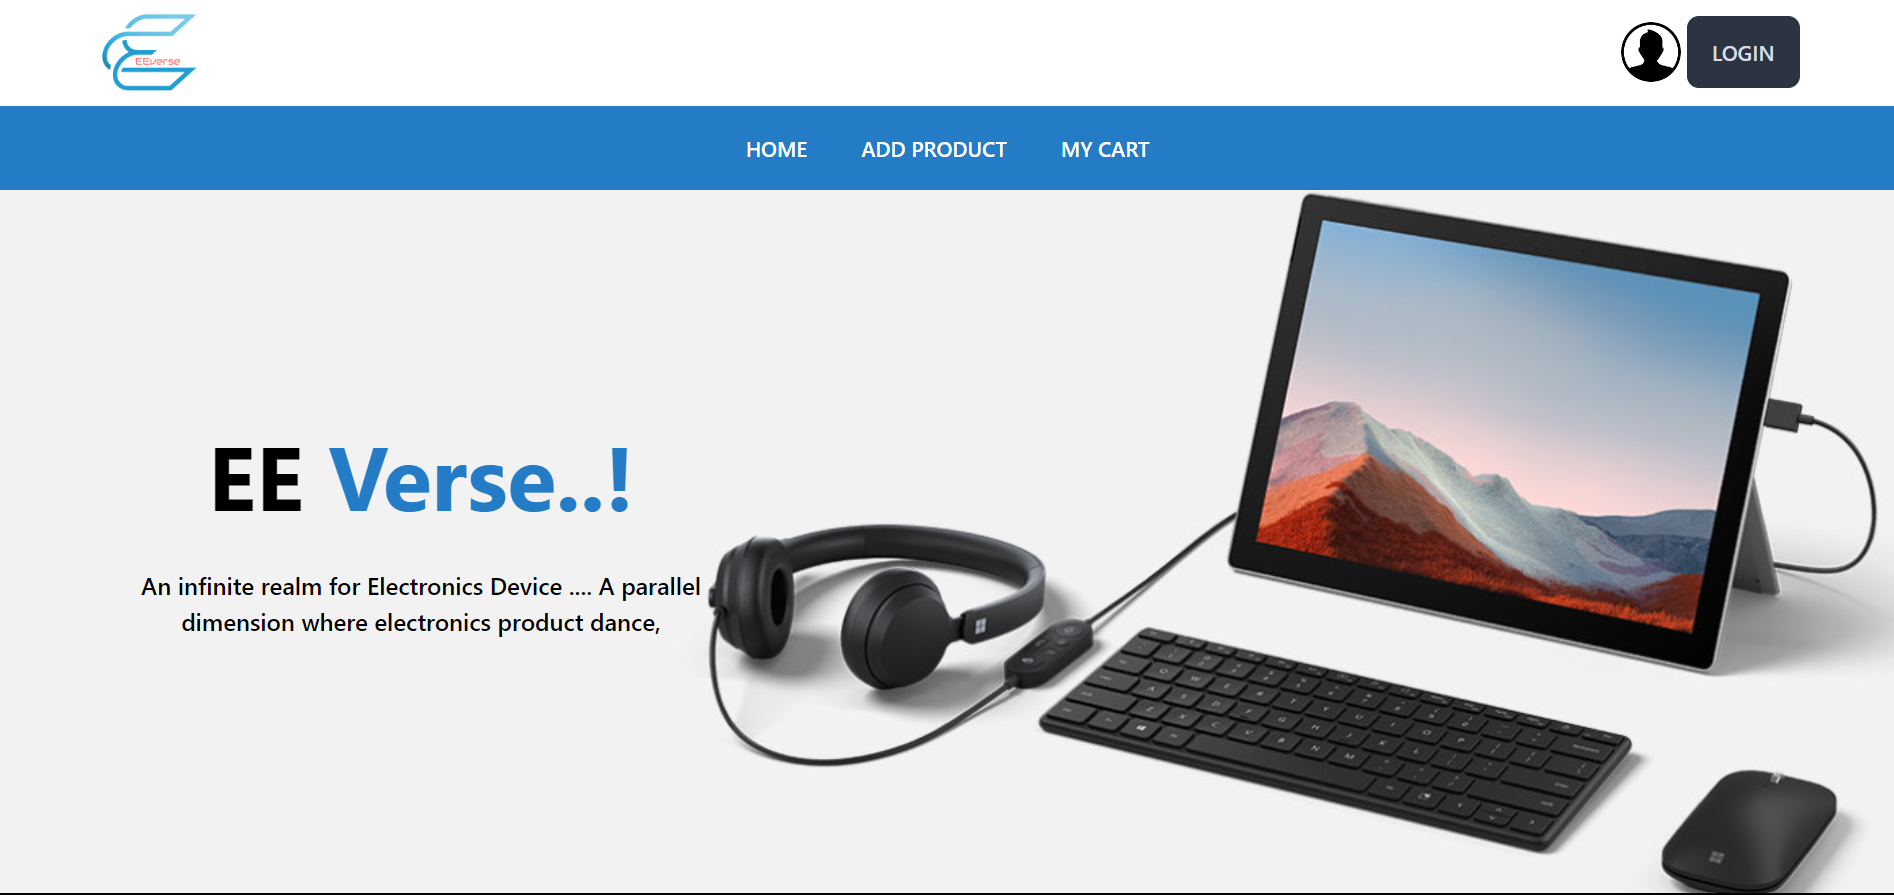 EEverse
LOGIN
HOME ADD PRODUCT MY CART
EE Verse..!
An infinite realm for Electronics Device .... A parallel
dimension where electronics product dance,